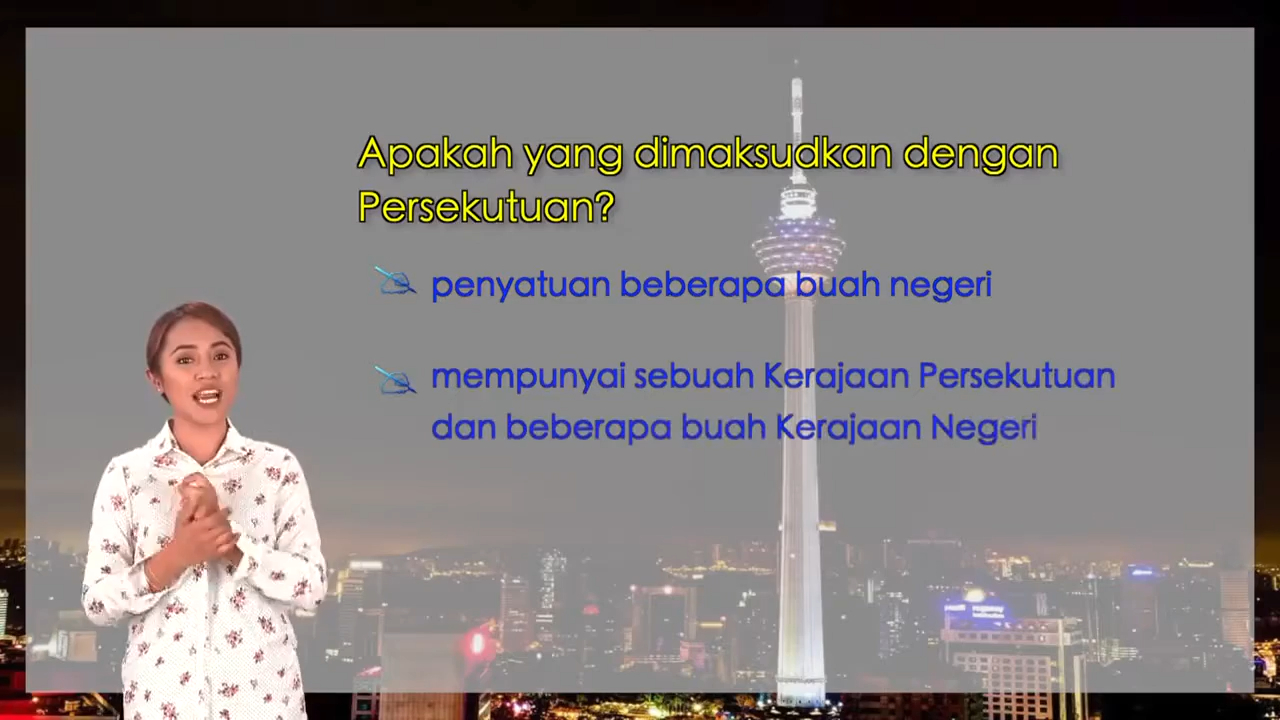 Apakah yang dimaksudkan dengan
Persekutuan?
penyatuan beberapa buah negeri
mempunyai sebuah Kerajaan Persekutuan
dan beberapa buah Kerajaan Negeri